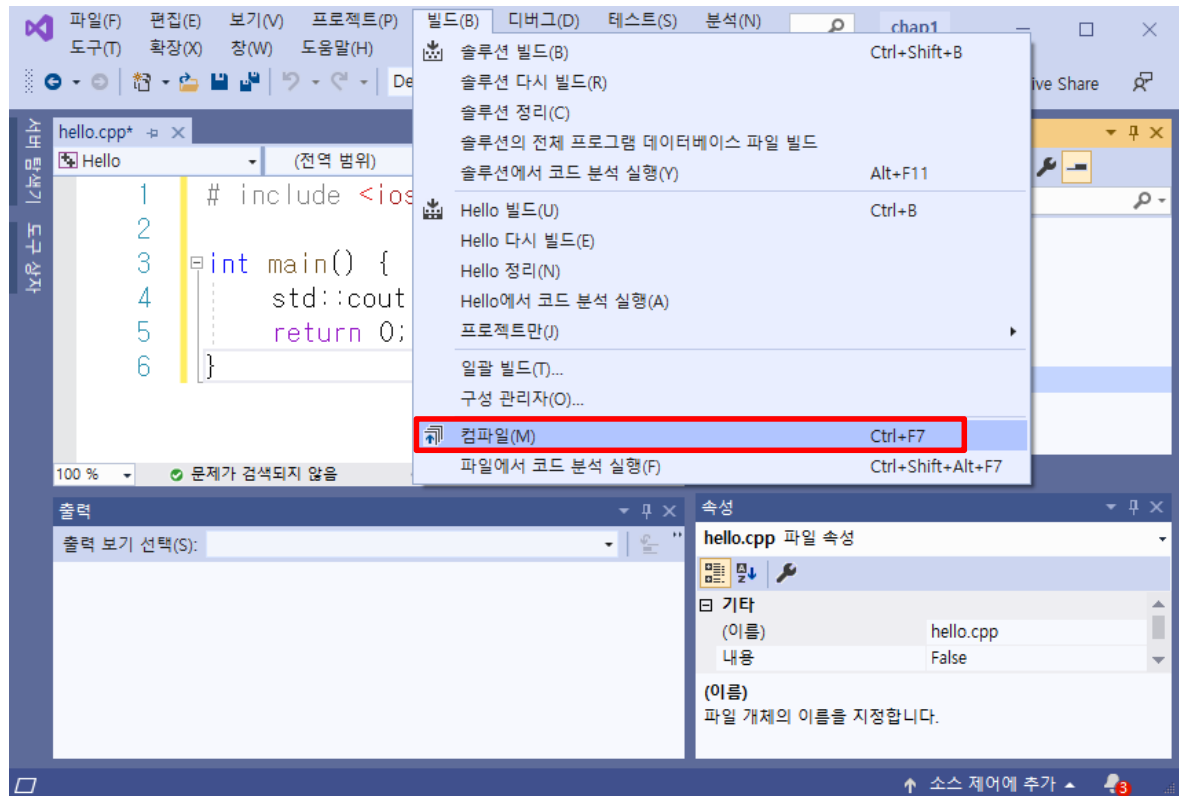 파일(F) 편집(E) 보기(V) 프로젝트(P) 빌드(B) 디버그(D) 테스트(S) 분석(N) chap1
도구(T) 확장(X) 창(W) 도움말(H)
솔루션 빌드(B) Ctrl+Shift+B
솔루션 다시 빌드(R)
솔루션 정리(C)
솔루션의 전체 프로그램 데이터베이스 파일 빌드
솔루션에서 코드 분석 실행(Y) Alt+F11
Hello 빌드(U) Ctrl+B
Hello 다시 빌드(E)
Hello 정리(N)
Hello에서 코드 분석 실행(A)
프로젝트만(J)
일괄 빌드(T)...
구성 관리자(O)...
컴파일(M) Ctrl+F7
파일에서 코드 분석 실행(F) Ctrl+Shift+Alt+F7
De
ive Share
서버 탐색기
도구 상자
hello.cpp*
Hello (전역 범위)
1 # include <ios
2
3 int main() {
4 std::cout
5 return 0;
6 }
100 % 문제가 검색되지 않음
출력
출력 보기 선택(S):
속성
hello.cpp 파일 속성
기타
(이름) hello.cpp
내용 False
(이름)
파일 개체의 이름을 지정합니다.
소스 제어에 추가 3